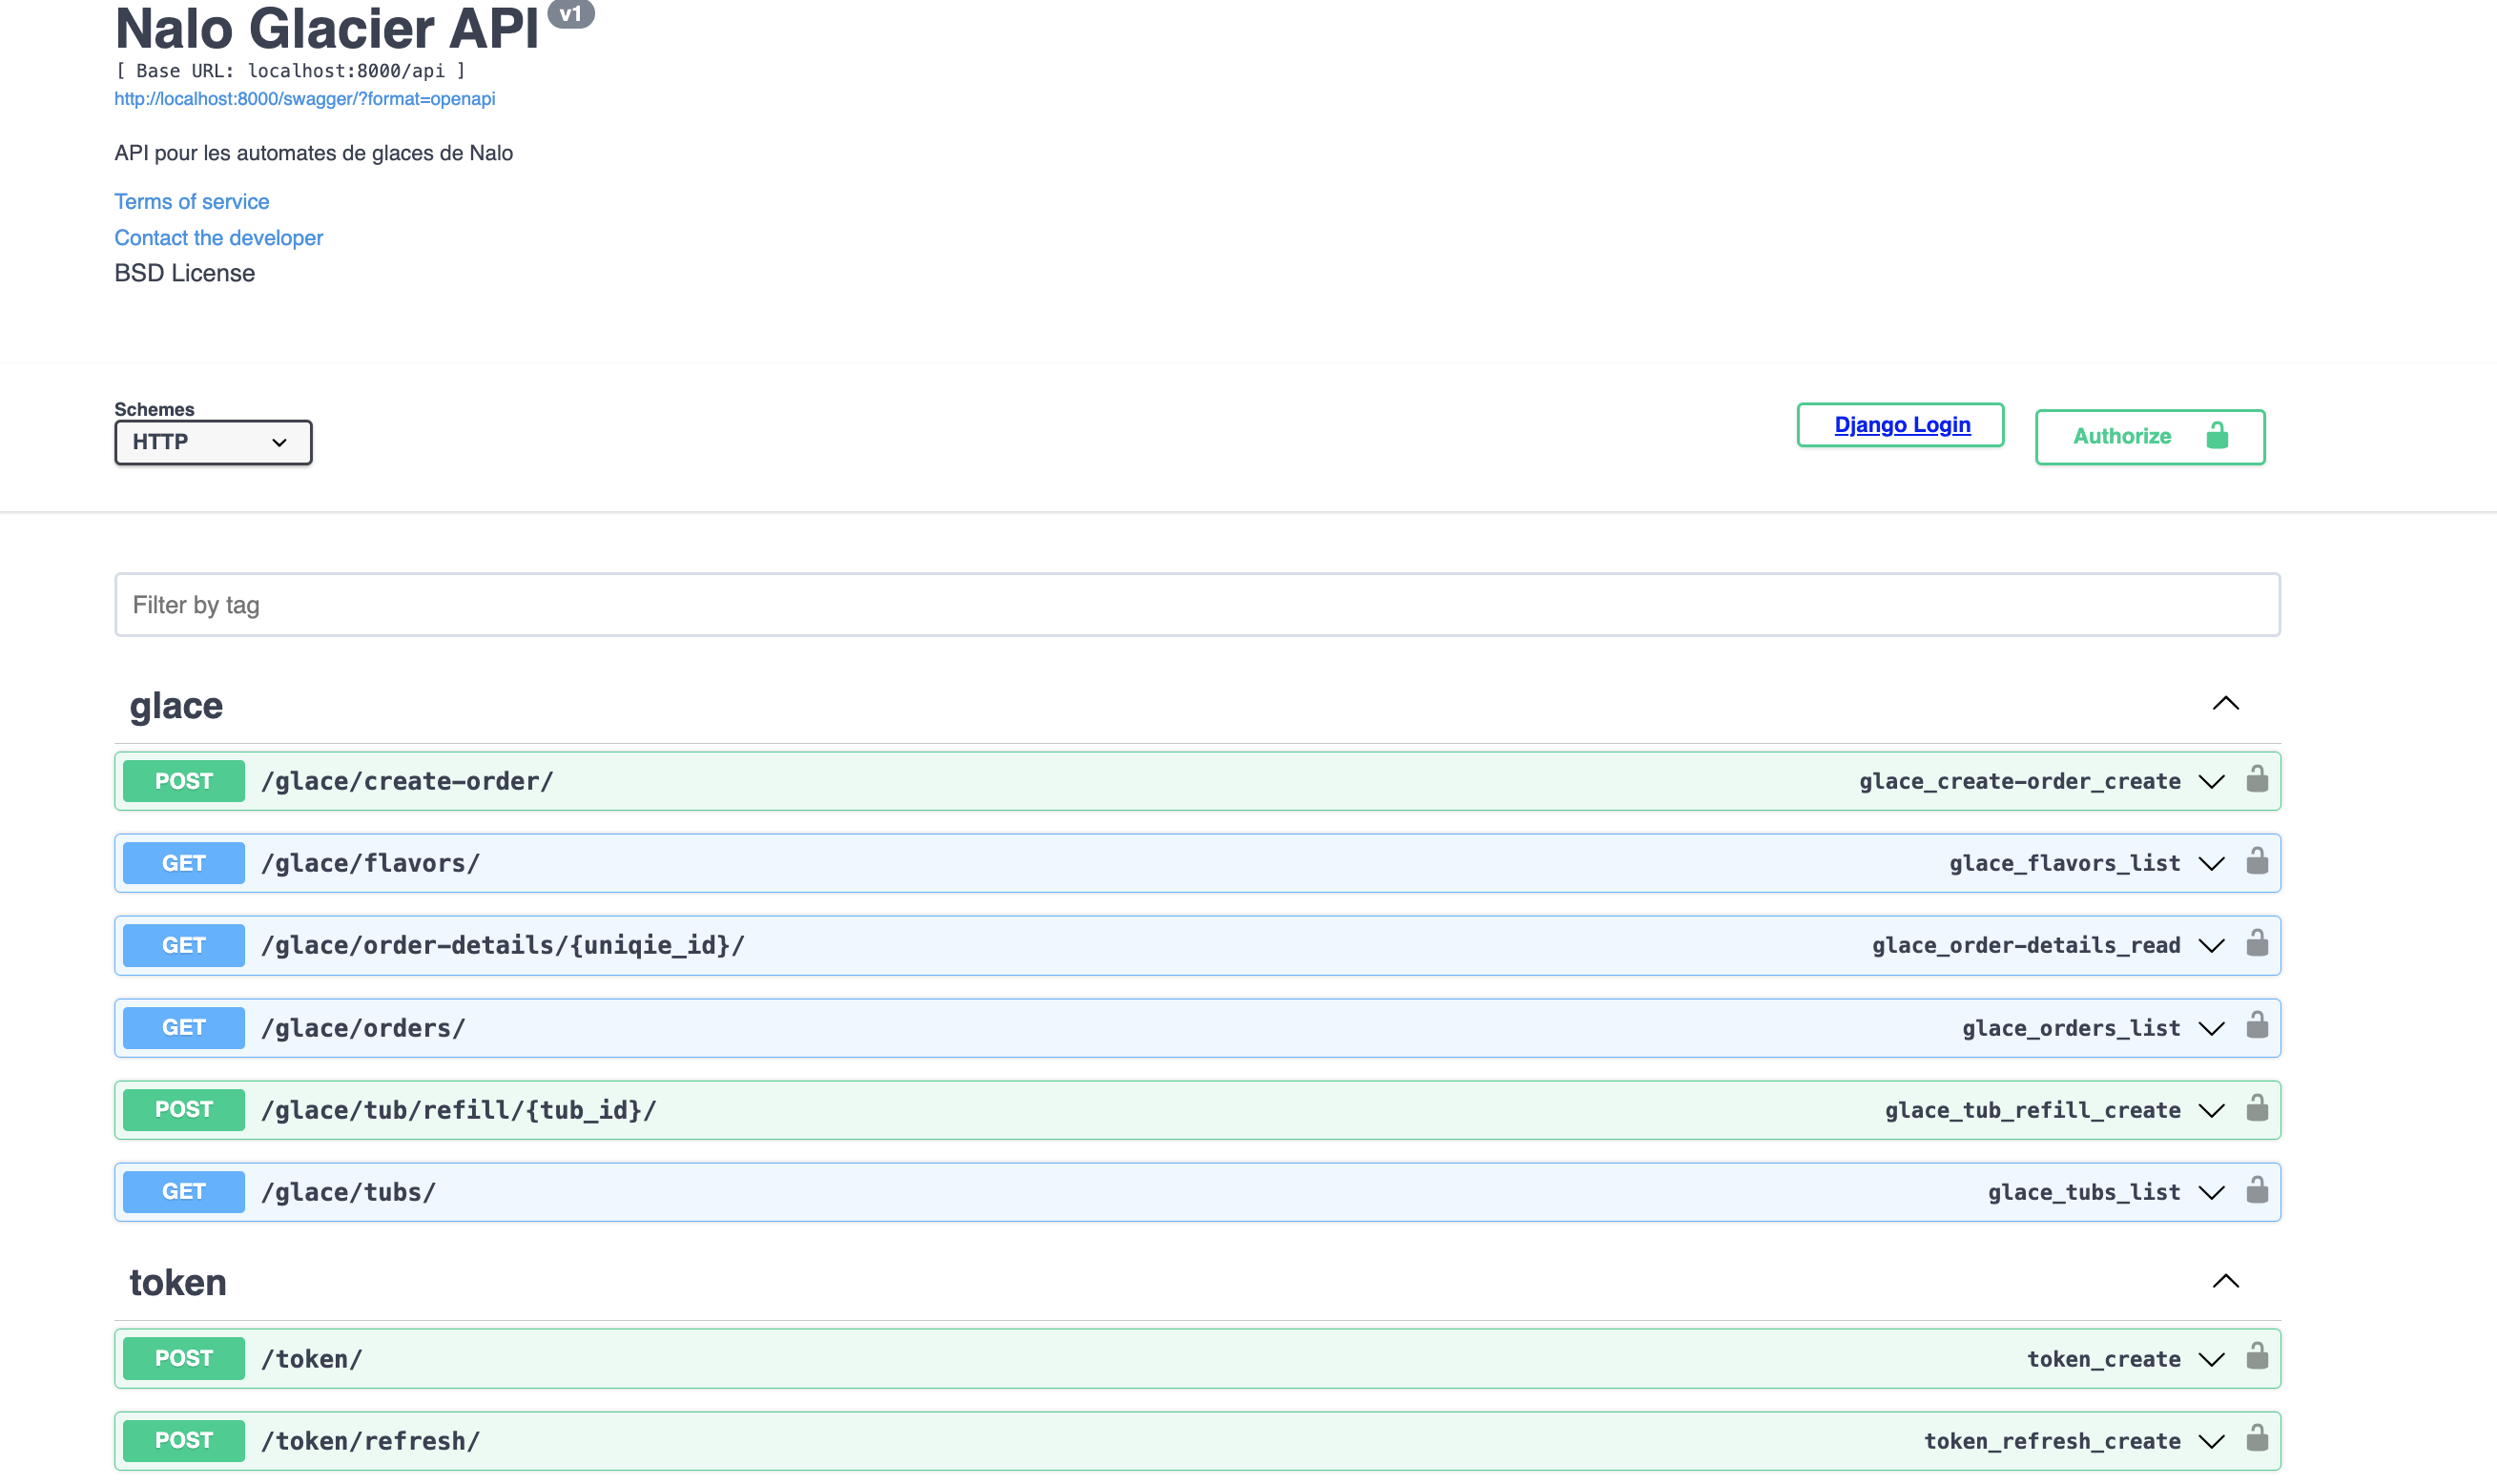 Nalo Glacier API v1
[ Base URL: localhost:8000/api ]
http://localhost:8000/swagger/?format=openapi
API pour les automates de glaces de Nalo
Terms of service
Contact the developer
BSD License
Schemes
HTTP
Django Login
Authorize
Filter by tag
glace
POST /glace/create-order/ glace_create-order_create
GET /glace/flavors/ glace_flavors_list
GET /glace/order-details/{uniqie_id}/ glace_order-details_read
GET /glace/orders/ glace_orders_list
POST /glace/tub/refill/{tub_id}/ glace_tub_refill_create
GET /glace/tubs/ glace_tubs_list
token
POST /token/ token_create
POST /token/refresh/ token_refresh_create